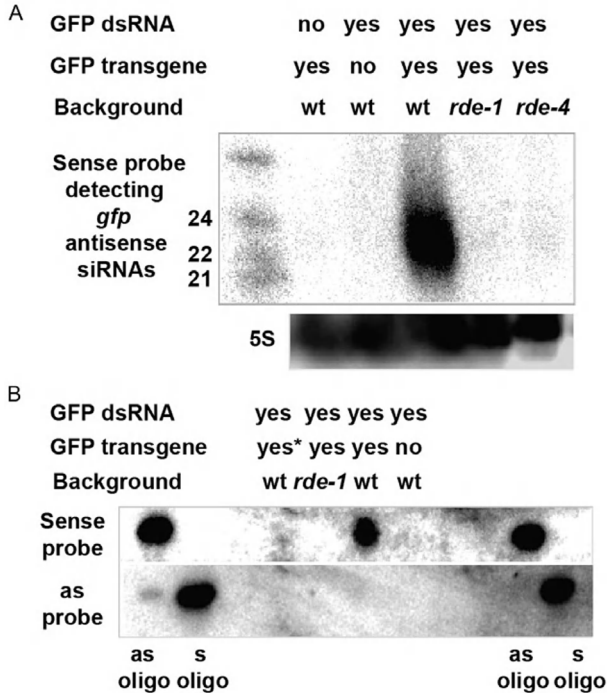 A
GFP dsRNA no yes yes yes yes
GFP transgene yes no yes yes yes
Background wt wt wt rde-1 rde-4
Sense probe
detecting
gfp
antisense
siRNAs
24
22
21
5S
B
GFP dsRNA yes yes yes yes
GFP transgene yes* yes yes no
Background wt rde-1 wt wt
Sense
probe
as
probe
as s as s
oligo oligo oligo oligo